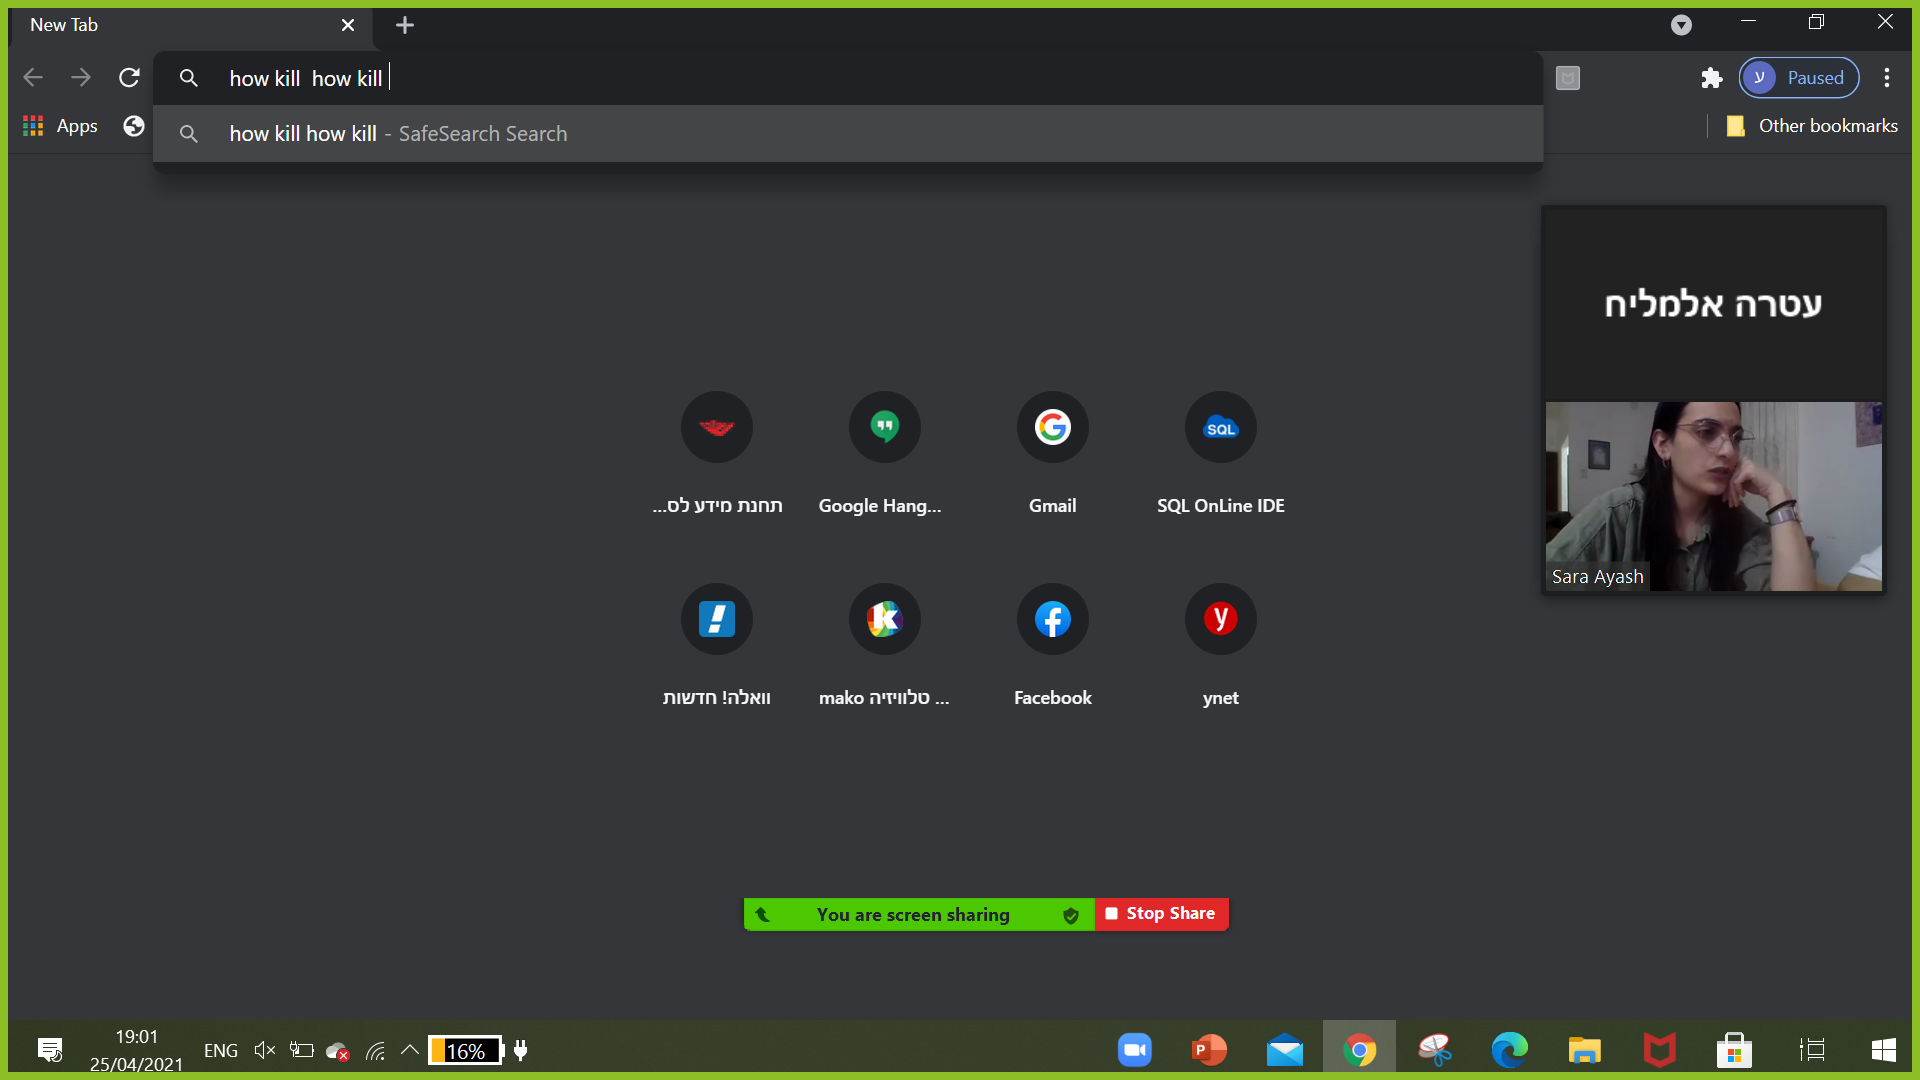 New Tab
how kill  how kill
Paused
how kill how kill - SafeSearch Search
Apps
Other bookmarks
עטרה אלמליח
Sara Ayash
תחנת מידע לס...
Google Hang...
Gmail
SQL
SQL OnLine IDE
וואלה! חדשות
mako טלוויזיה ...
Facebook
ynet
You are screen sharing
Stop Share
19:01
25/04/2021
ENG
16%